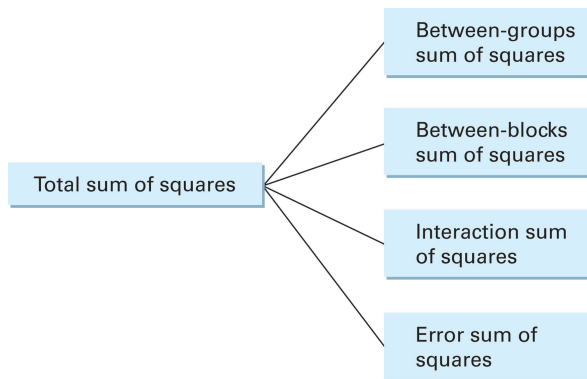 Between-groups
sum of squares
Between-blocks
sum of squares
Total sum of squares
Interaction sum
of squares
Error sum of
squares